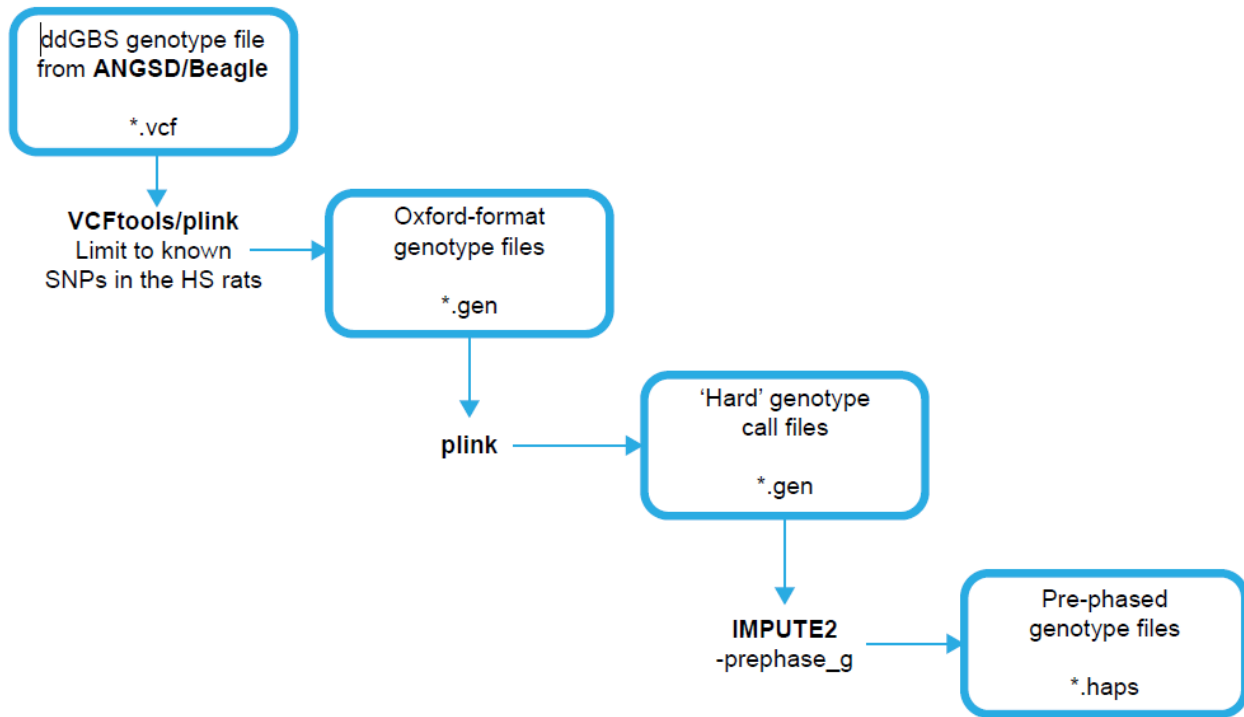 ddGBS genotype file
from ANGSD/Beagle
*.vcf
VCFtools/plink
Limit to known
SNPs in the HS rats
Oxford-format
genotype files
*.gen
plink
‘Hard’ genotype
call files
*.gen
IMPUTE2
-prephase_g
Pre-phased
genotype files
*.haps